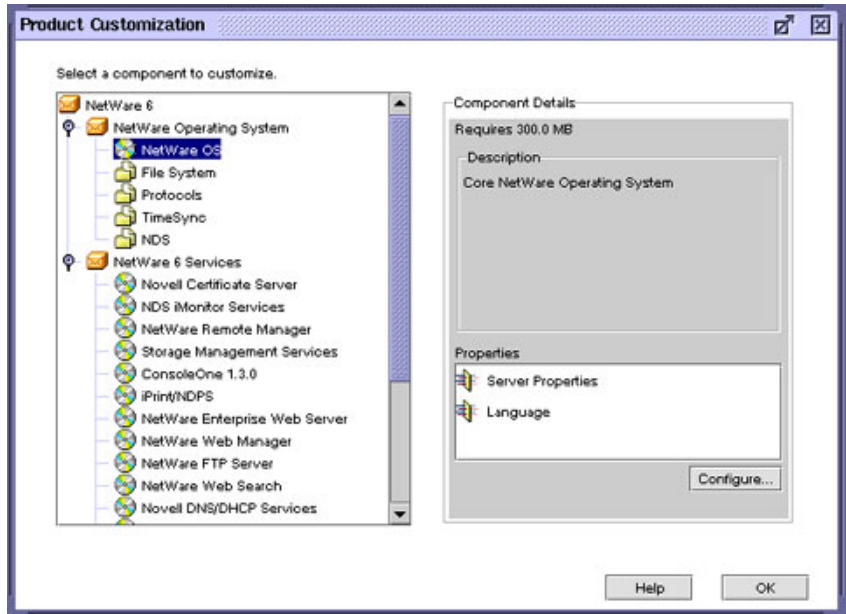 Product Customization
Select a component to customize.
NetWare 6
NetWare Operating System
NetWare OS
File System
Protocols
TimeSync
NDS
NetWare 6 Services
Novell Certificate Server
NDS iMonitor Services
NetWare Remote Manager
Storage Management Services
ConsoleOne 1.3.0
iPrint/NDPS
NetWare Enterprise Web Server
NetWare Web Manager
NetWare FTP Server
NetWare Web Search
Novell DNS/DHCP Services
Component Details
Requires 300.0 MB
Description
Core NetWare Operating System
Properties
Server Properties
Language
Configure...
Help
OK